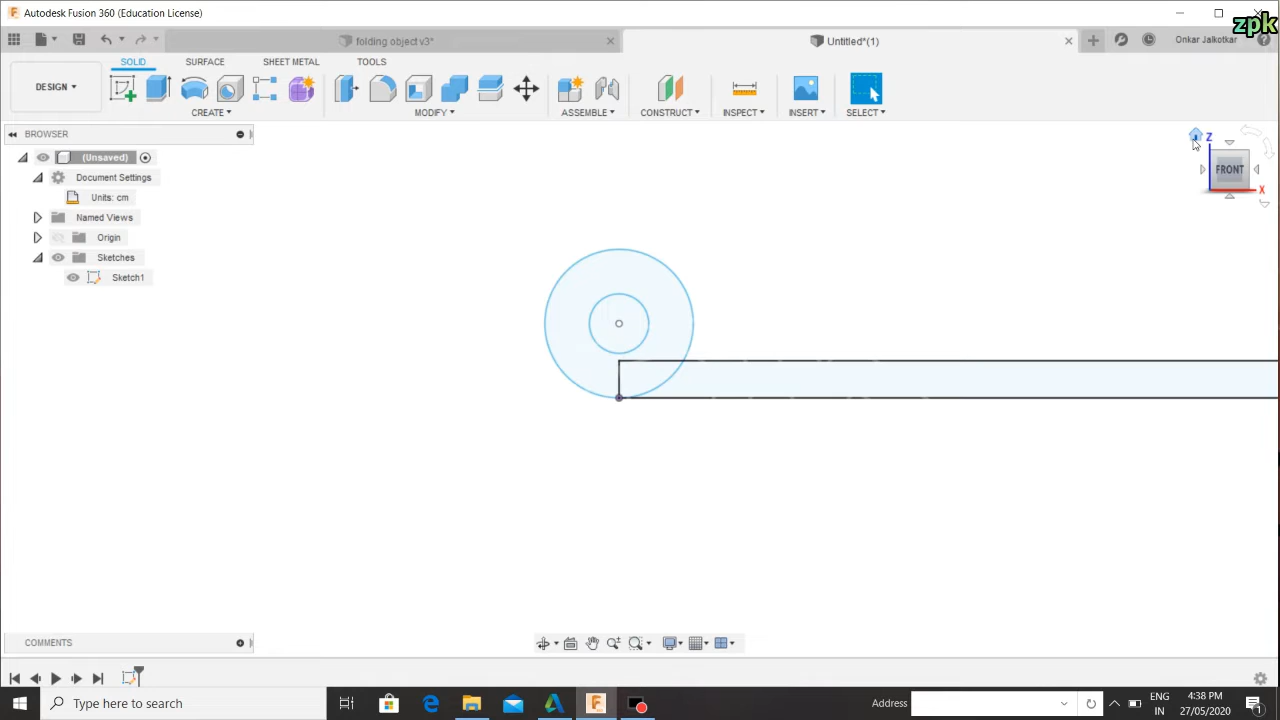 Autodesk Fusion 360 (Education License)
zpk
folding object v3*
Untitled*(1)
Onkar Jalkotkar
DESIGN
SOLID
SURFACE
SHEET METAL
TOOLS
CREATE
MODIFY
ASSEMBLE
CONSTRUCT
INSPECT
INSERT
SELECT
BROWSER
(Unsaved)
Document Settings
Units: cm
Named Views
Origin
Sketches
Sketch1
Z
FRONT
X
COMMENTS
Type here to search
Address
ENG
IN
4:38 PM
27/05/2020
1